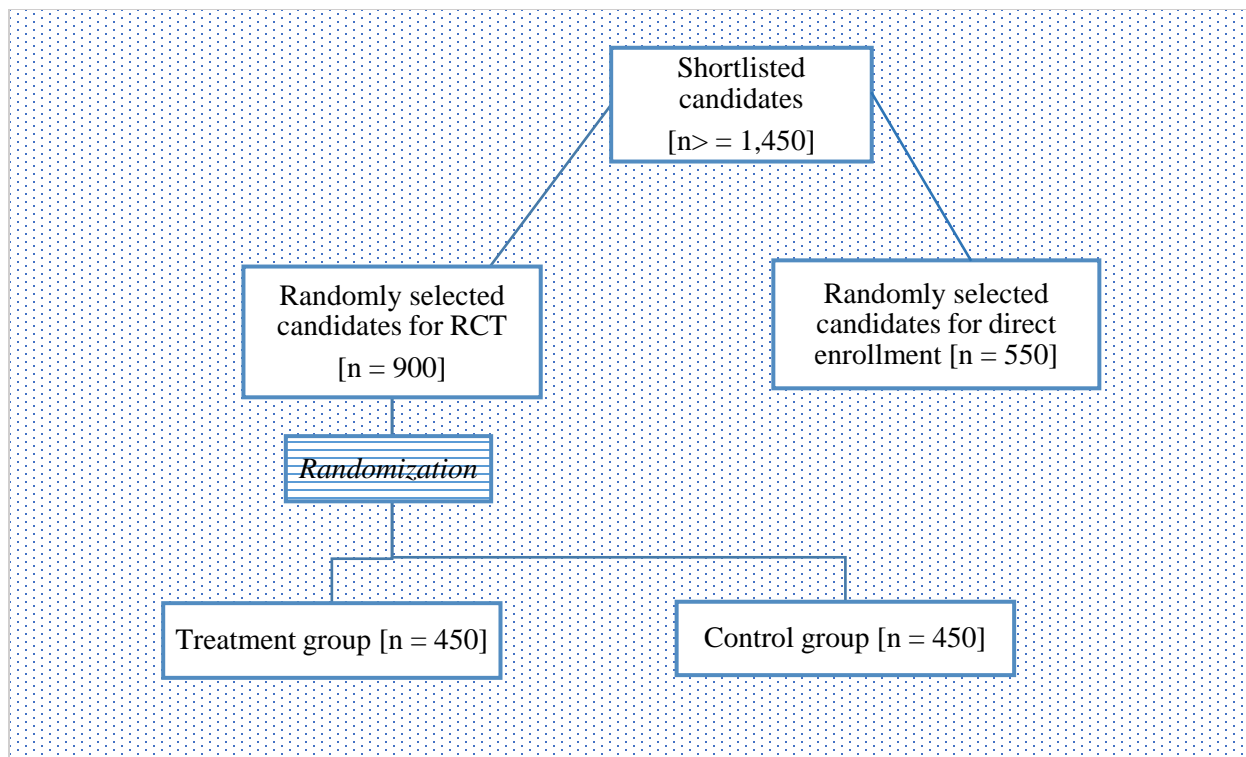 Shortlisted
candidates
[n> = 1,450]
Randomly selected
candidates for RCT
[n = 900]
Randomly selected
candidates for direct
enrollment [n = 550]
Randomization
Treatment group [n = 450]
Control group [n = 450]